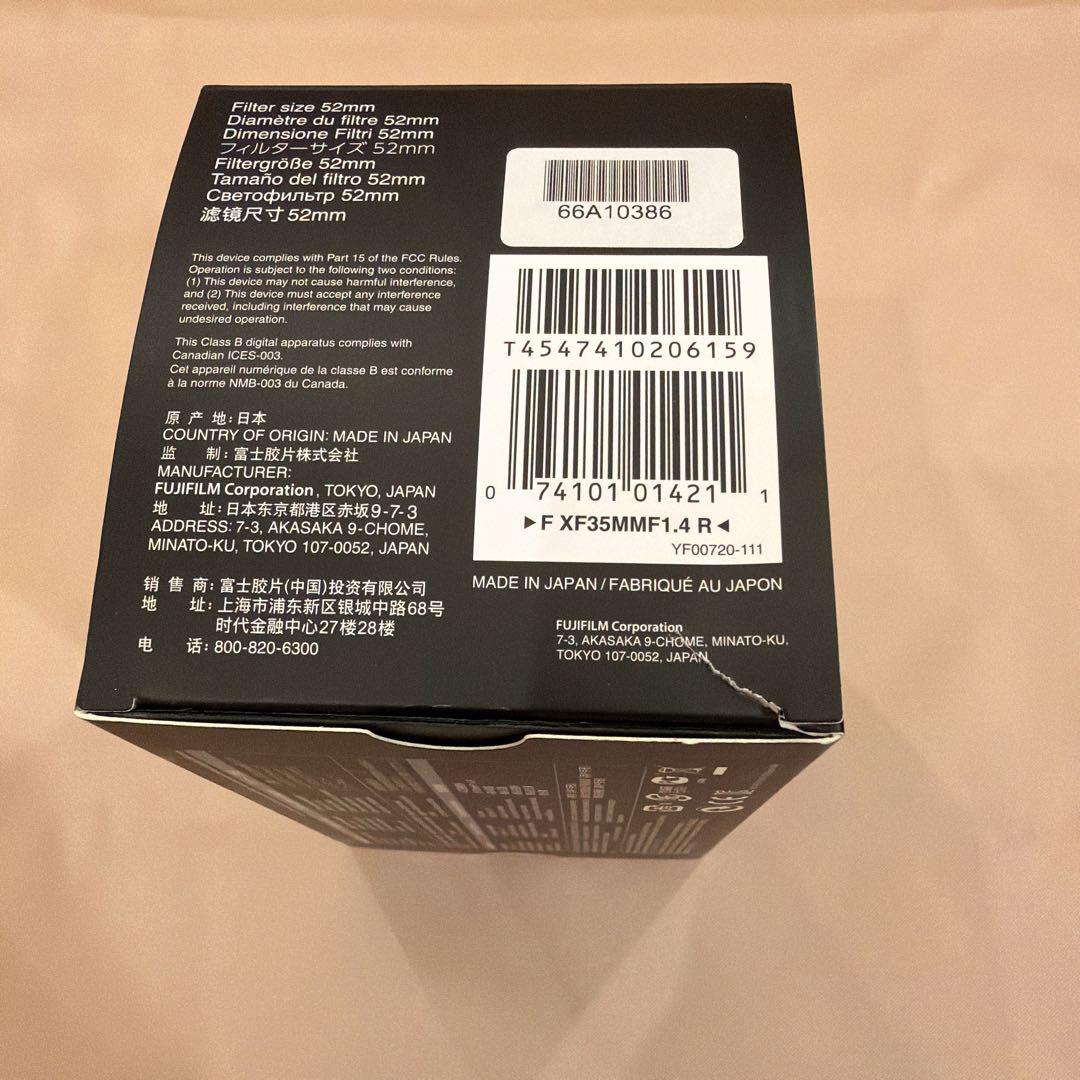 Filter size 52mm
Diamètre du filtre 52mm
Dimensione Filtri 52mm
フィルターサイズ 52mm
Filtergröße 52mm
Tamaño del filtro 52mm
Светофильтр 52mm
滤镜尺寸 52mm
This device complies with Part 15 of the FCC Rules.
Operation is subject to the following two conditions:
(1) This device may not cause harmful interference,
and (2) This device must accept any interference
received, including interference that may cause
undesired operation.
This Class B digital apparatus complies with
Canadian ICES-003.
Cet appareil numérique de la classe B est conforme
à la norme NMB-003 du Canada.
原 产 地: 日本
COUNTRY OF ORIGIN: MADE IN JAPAN
监 制: 富士胶片株式会社
MANUFACTURER:
FUJIFILM Corporation, TOKYO, JAPAN
地 址: 日本东京都港区赤坂9-7-3
ADDRESS: 7-3, AKASAKA 9-CHOME,
MINATO-KU, TOKYO 107-0052, JAPAN
销 售 商: 富士胶片(中国)投资有限公司
地 址: 上海市浦东新区银城中路68号
时代金融中心27楼28楼
电 话: 800-820-6300
66A10386
T4547410206159
0 74101 01421 1
▶F XF35MMF1.4 R◀
YF00720-111
MADE IN JAPAN / FABRIQUÉ AU JAPON
FUJIFILM Corporation
7-3, AKASAKA 9-CHOME, MINATO-KU,
TOKYO 107-0052, JAPAN